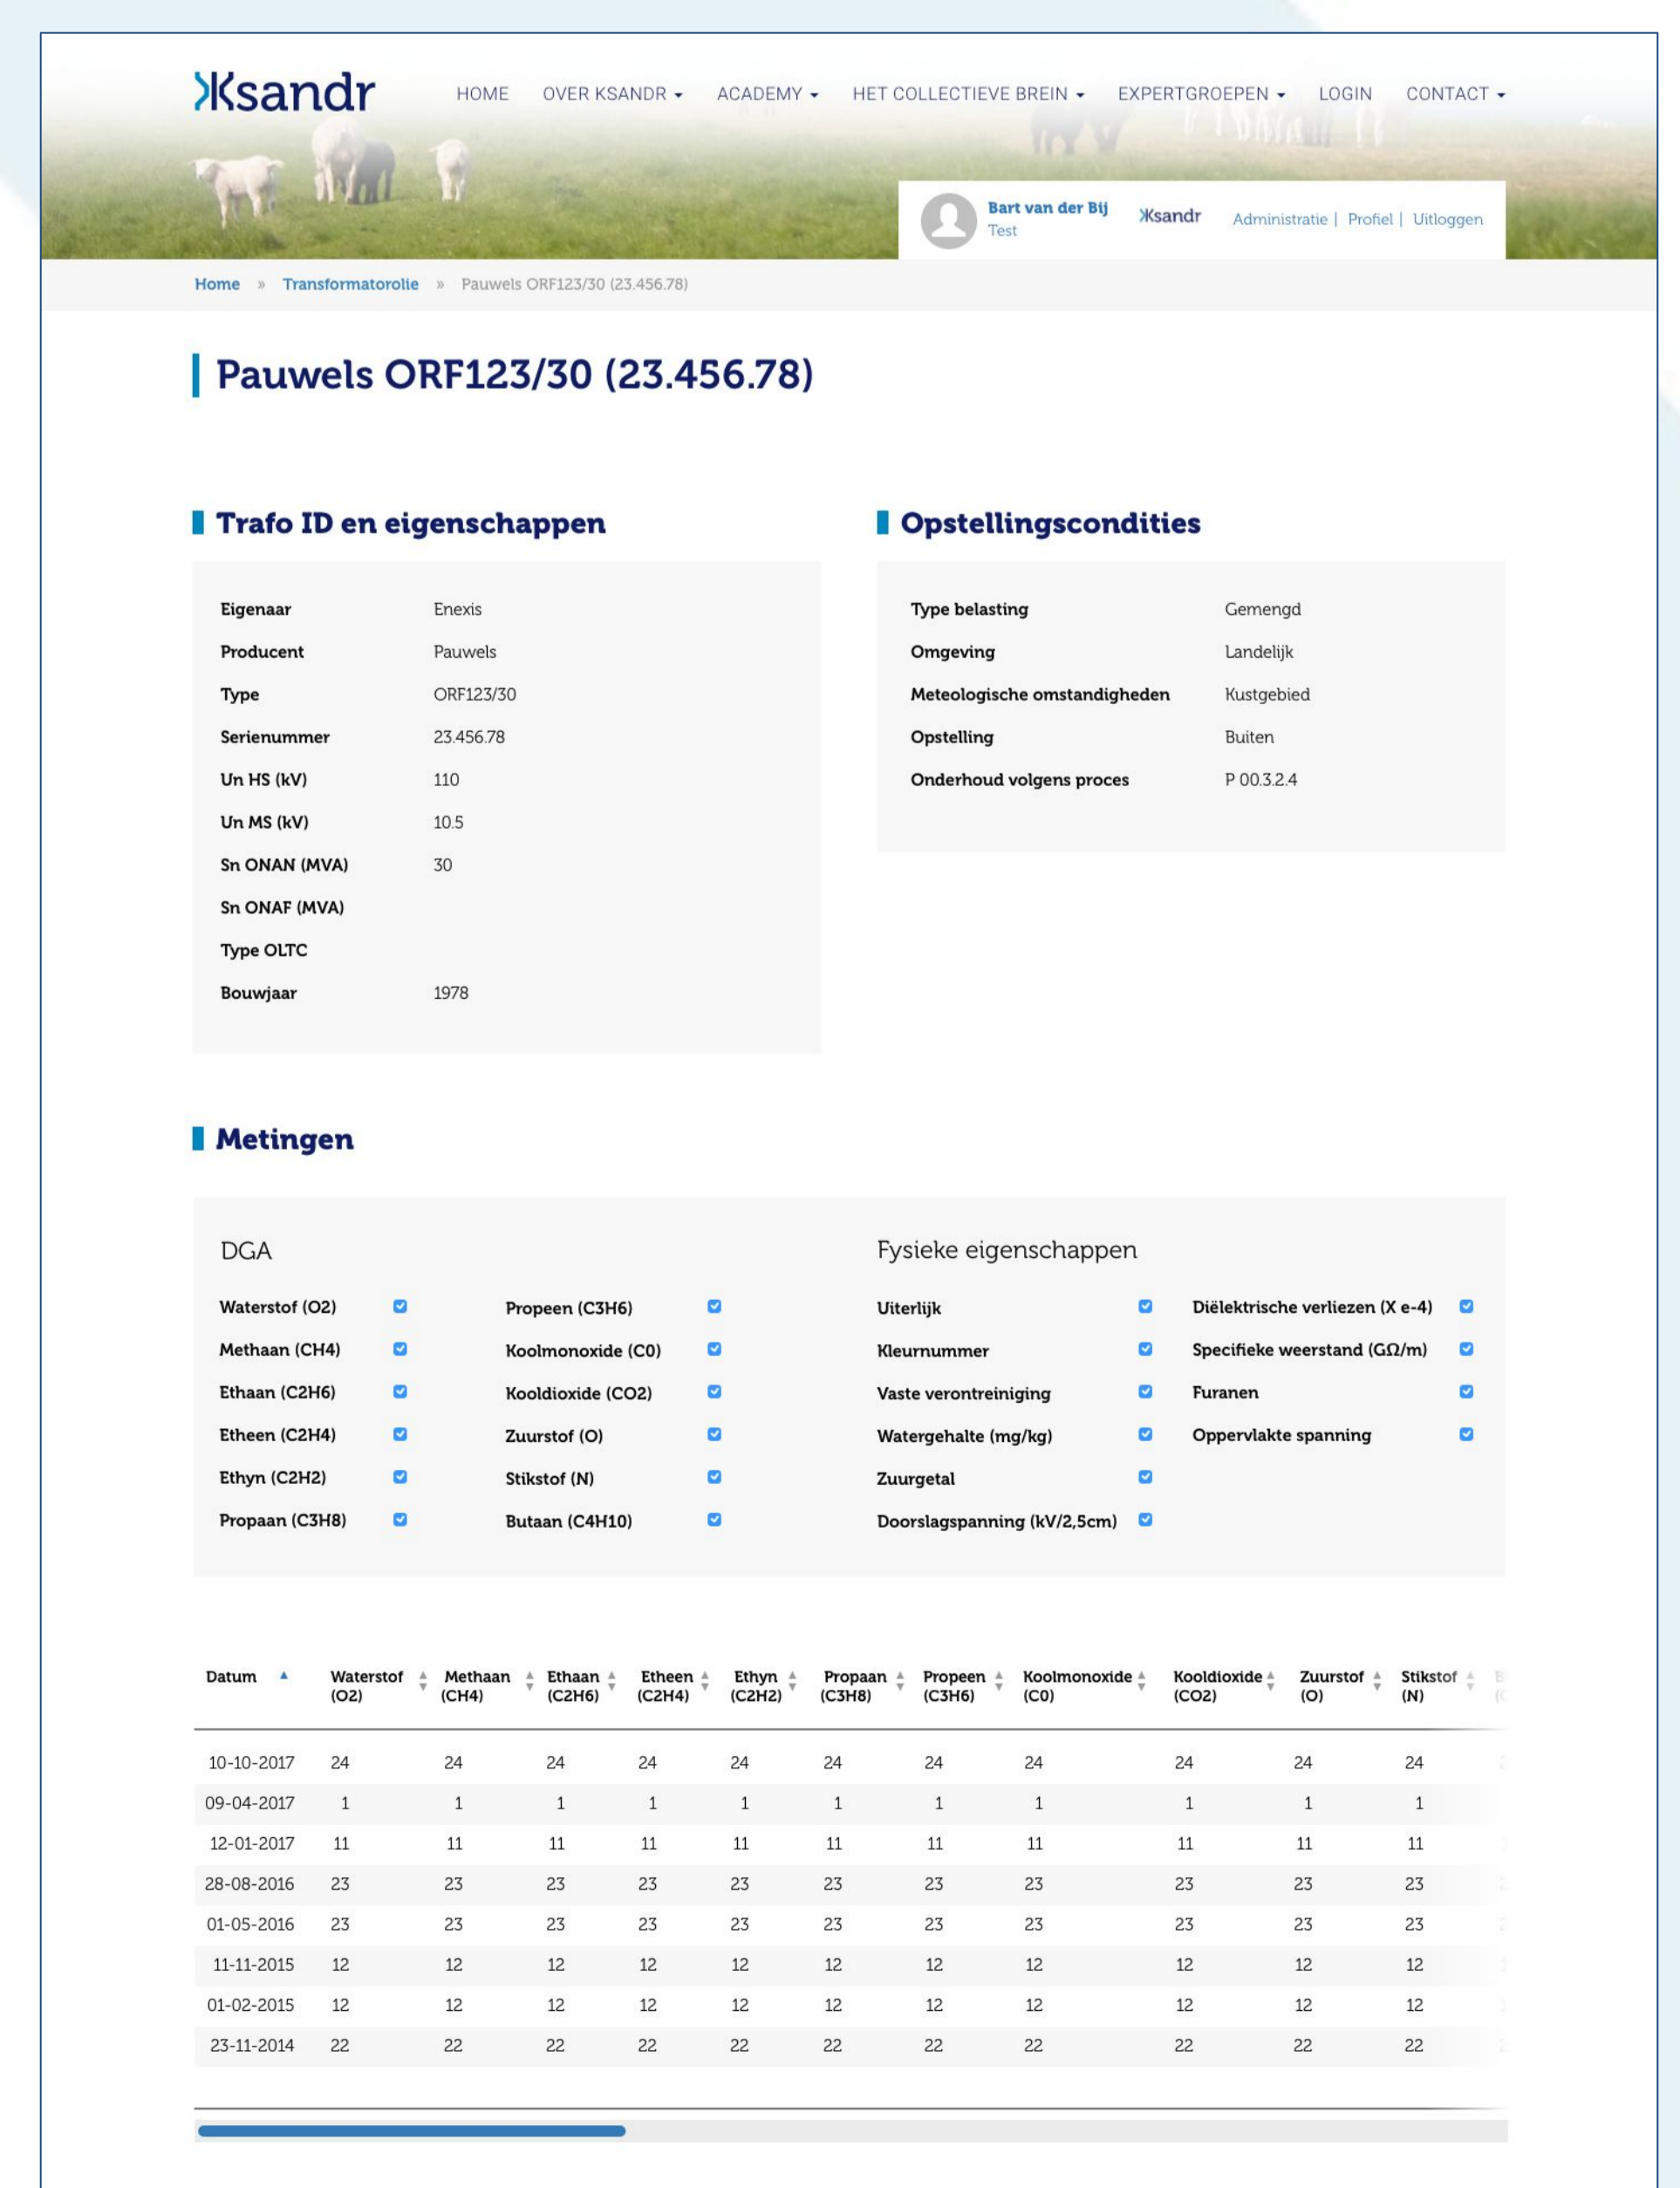 Ksandr
HOME OVER KSANDR ACADEMY HET COLLECTIEVE BREIN EXPERTGROEPEN LOGIN CONTACT
Bart van der Bij Ksandr Administratie | Profiel | Uitloggen
Test
Home » Transformatorolie » Pauwels ORF123/30 (23.456.78)
Pauwels ORF123/30 (23.456.78)
Trafo ID en eigenschappen
Eigenaar Enexis
Producent Pauwels
Type ORF123/30
Serienummer 23.456.78
Un HS (kV) 110
Un MS (kV) 10.5
Sn ONAN (MVA) 30
Sn ONAF (MVA)
Type OLTC
Bouwjaar 1978
Opstellingscondities
Type belasting Gemengd
Omgeving Landelijk
Meteologische omstandigheden Kustgebied
Opstelling Buiten
Onderhoud volgens proces P 00.3.2.4
Metingen
DGA
Waterstof (O2) Propeen (C3H6)
Methaan (CH4) Koolmonoxide (C0)
Ethaan (C2H6) Kooldioxide (CO2)
Etheen (C2H4) Zuurstof (O)
Ethyn (C2H2) Stikstof (N)
Propaan (C3H8) Butaan (C4H10)
Fysieke eigenschappen
Uiterlijk Diëlektrische verliezen (X e-4)
Kleurnummer Specifieke weerstand (GΩ/m)
Vaste verontreiniging Furanen
Watergehalte (mg/kg) Oppervlakte spanning
Zuurgetal
Doorslagspanning (kV/2,5cm)
Datum Waterstof Methaan Ethaan Etheen Ethyn Propaan Propeen Koolmonoxide Kooldioxide Zuurstof Stikstof
(O2) (CH4) (C2H6) (C2H4) (C2H2) (C3H8) (C3H6) (C0) (CO2) (O) (N)
10-10-2017 24 24 24 24 24 24 24 24 24 24 24
09-04-2017 1 1 1 1 1 1 1 1 1 1 1
12-01-2017 11 11 11 11 11 11 11 11 11 11 11
28-08-2016 23 23 23 23 23 23 23 23 23 23 23
01-05-2016 23 23 23 23 23 23 23 23 23 23 23
11-11-2015 12 12 12 12 12 12 12 12 12 12 12
01-02-2015 12 12 12 12 12 12 12 12 12 12 12
23-11-2014 22 22 22 22 22 22 22 22 22 22 22